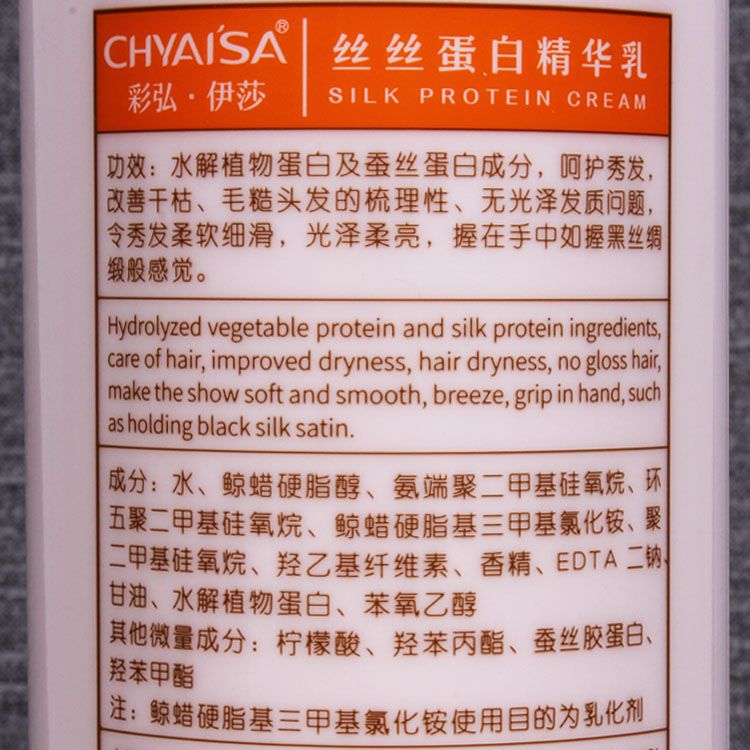 CHYAÍSA®
彩弘·伊莎
丝丝蛋白精华乳
SILK PROTEIN CREAM
功效：水解植物蛋白及蚕丝蛋白成分，呵护秀发，
改善干枯、毛糙头发的梳理性、无光泽发质问题，
令秀发柔软细滑，光泽柔亮，握在手中如握黑丝绸
缎般感觉。
Hydrolyzed vegetable protein and silk protein ingredients,
care of hair, improved dryness, hair dryness, no gloss hair,
make the show soft and smooth, breeze, grip in hand, such
as holding black silk satin.
成分：水、鲸蜡硬脂醇、氨端聚二甲基硅氧烷、环
五聚二甲基硅氧烷、鲸蜡硬脂基三甲基氯化铵、聚
二甲基硅氧烷、羟乙基纤维素、香精、EDTA 二钠、
甘油、水解植物蛋白、苯氧乙醇
其他微量成分：柠檬酸、羟苯丙酯、蚕丝胶蛋白、
羟苯甲酯
注：鲸蜡硬脂基三甲基氯化铵使用目的为乳化剂